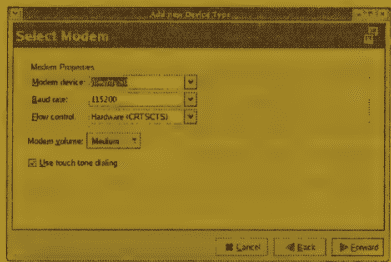 Add new Device Type
Select Modem
Modem Properties
Modem device:
Baud rate: 115200
Flow control: Hardware (CRTSCTS)
Modem volume: Medium
Use touch tone dialing
Cancel Back Forward